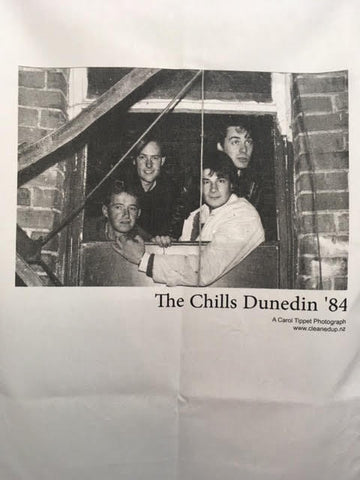 The Chills Dunedin '84
A Carol Tippet Photograph
www.cleanedup.nz